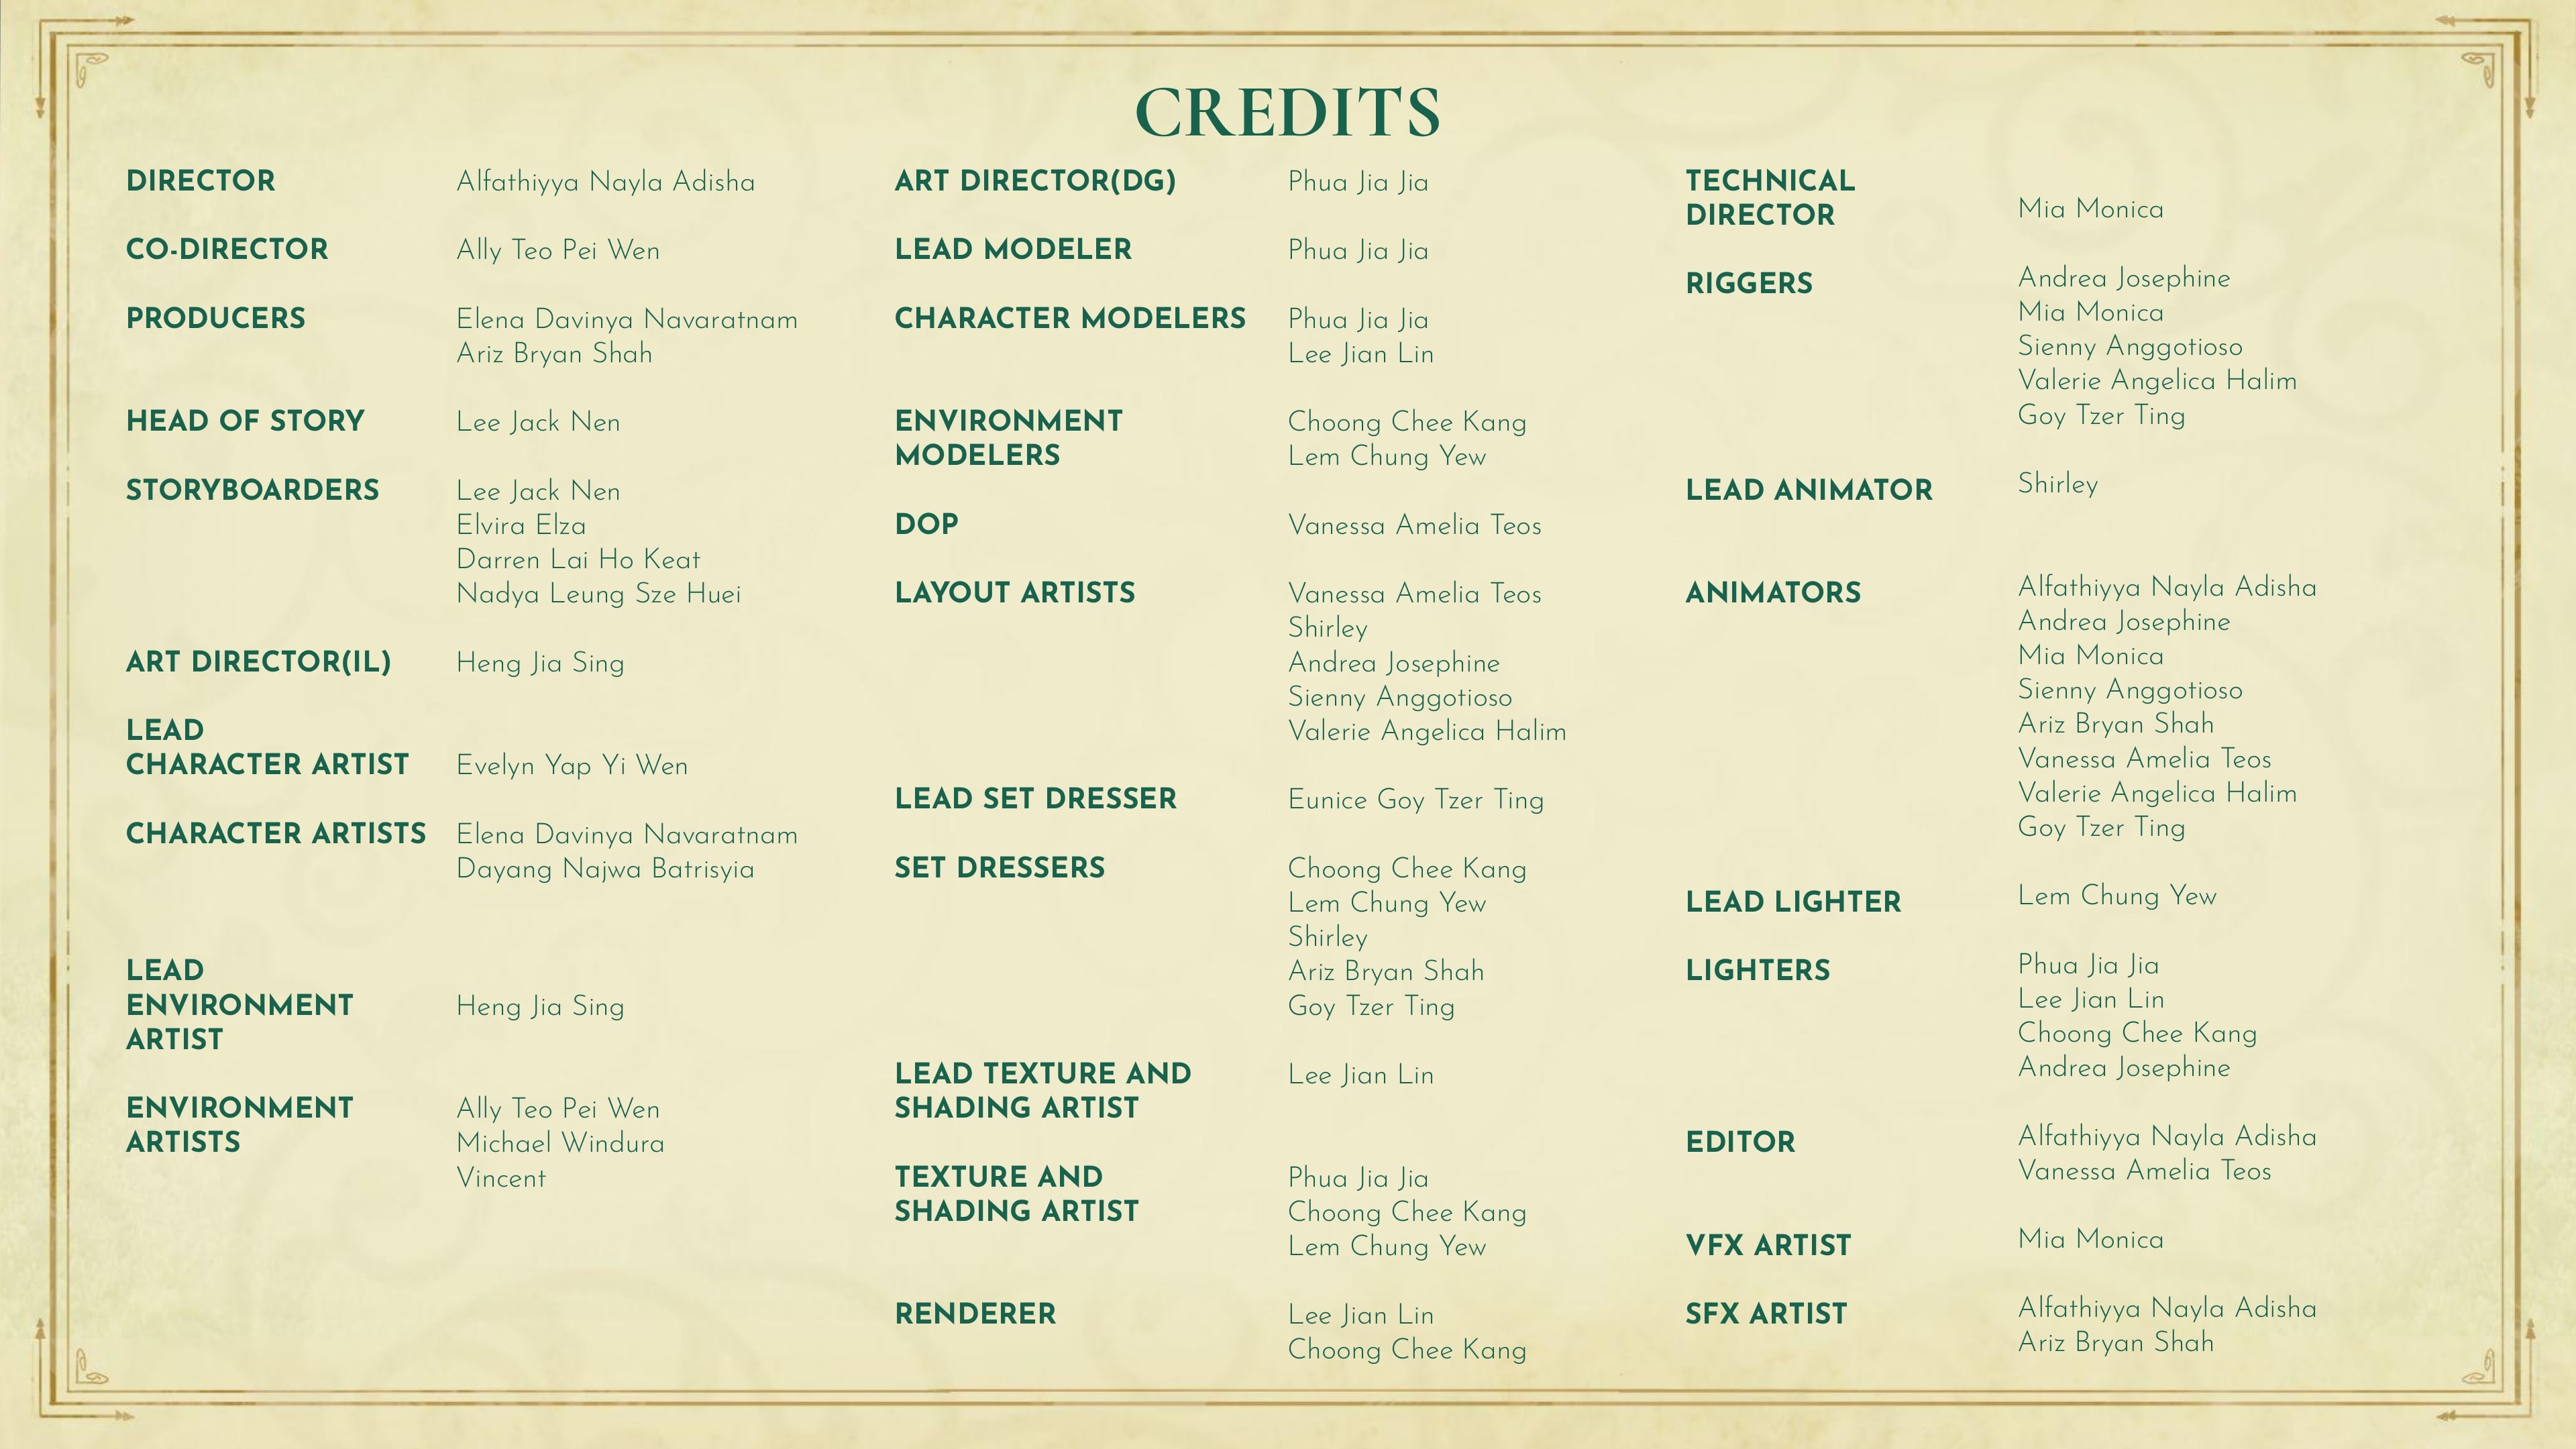 CREDITS
DIRECTOR Alfathiyya Nayla Adisha
CO-DIRECTOR Ally Teo Pei Wen
PRODUCERS Elena Davinya Navaratnam
Ariz Bryan Shah
HEAD OF STORY Lee Jack Nen
STORYBOARDERS Lee Jack Nen
Elvira Elza
Darren Lai Ho Keat
Nadya Leung Sze Huei
ART DIRECTOR(IL) Heng Jia Sing
LEAD
CHARACTER ARTIST Evelyn Yap Yi Wen
CHARACTER ARTISTS Elena Davinya Navaratnam
Dayang Najwa Batrisyia
LEAD
ENVIRONMENT Heng Jia Sing
ARTIST
ENVIRONMENT Ally Teo Pei Wen
ARTISTS Michael Windura
Vincent
ART DIRECTOR(DG) Phua Jia Jia
LEAD MODELER Phua Jia Jia
CHARACTER MODELERS Phua Jia Jia
Lee Jian Lin
ENVIRONMENT Choong Chee Kang
MODELERS Lem Chung Yew
DOP Vanessa Amelia Teos
LAYOUT ARTISTS Vanessa Amelia Teos
Shirley
Andrea Josephine
Sienny Anggotioso
Valerie Angelica Halim
LEAD SET DRESSER Eunice Goy Tzer Ting
SET DRESSERS Choong Chee Kang
Lem Chung Yew
Shirley
Ariz Bryan Shah
Goy Tzer Ting
LEAD TEXTURE AND Lee Jian Lin
SHADING ARTIST
TEXTURE AND Phua Jia Jia
SHADING ARTIST Choong Chee Kang
Lem Chung Yew
RENDERER Lee Jian Lin
Choong Chee Kang
TECHNICAL
DIRECTOR Mia Monica
RIGGERS Andrea Josephine
Mia Monica
Sienny Anggotioso
Valerie Angelica Halim
Goy Tzer Ting
LEAD ANIMATOR Shirley
ANIMATORS Alfathiyya Nayla Adisha
Andrea Josephine
Mia Monica
Sienny Anggotioso
Ariz Bryan Shah
Vanessa Amelia Teos
Valerie Angelica Halim
Goy Tzer Ting
LEAD LIGHTER Lem Chung Yew
LIGHTERS Phua Jia Jia
Lee Jian Lin
Choong Chee Kang
Andrea Josephine
EDITOR Alfathiyya Nayla Adisha
Vanessa Amelia Teos
VFX ARTIST Mia Monica
SFX ARTIST Alfathiyya Nayla Adisha
Ariz Bryan Shah